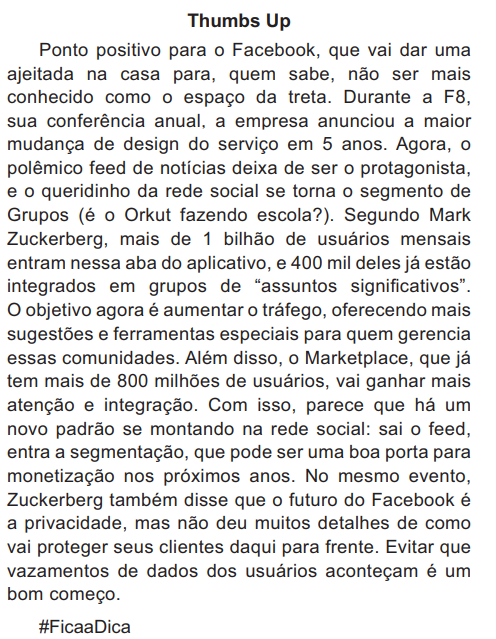 Thumbs Up
Ponto positivo para o Facebook, que vai dar uma
ajeitada na casa para, quem sabe, não ser mais
conhecido como o espaço da treta. Durante a F8,
sua conferência anual, a empresa anunciou a maior
mudança de design do serviço em 5 anos. Agora, o
polêmico feed de notícias deixa de ser o protagonista,
e o queridinho da rede social se torna o segmento de
Grupos (é o Orkut fazendo escola?). Segundo Mark
Zuckerberg, mais de 1 bilhão de usuários mensais
entram nessa aba do aplicativo, e 400 mil deles já estão
integrados em grupos de “assuntos significativos”.
O objetivo agora é aumentar o tráfego, oferecendo mais
sugestões e ferramentas especiais para quem gerencia
essas comunidades. Além disso, o Marketplace, que já
tem mais de 800 milhões de usuários, vai ganhar mais
atenção e integração. Com isso, parece que há um
novo padrão se montando na rede social: sai o feed,
entra a segmentação, que pode ser uma boa porta para
monetização nos próximos anos. No mesmo evento,
Zuckerberg também disse que o futuro do Facebook é
a privacidade, mas não deu muitos detalhes de como
vai proteger seus clientes daqui para frente. Evitar que
vazamentos de dados dos usuários aconteçam é um
bom começo.
#FicaaDica